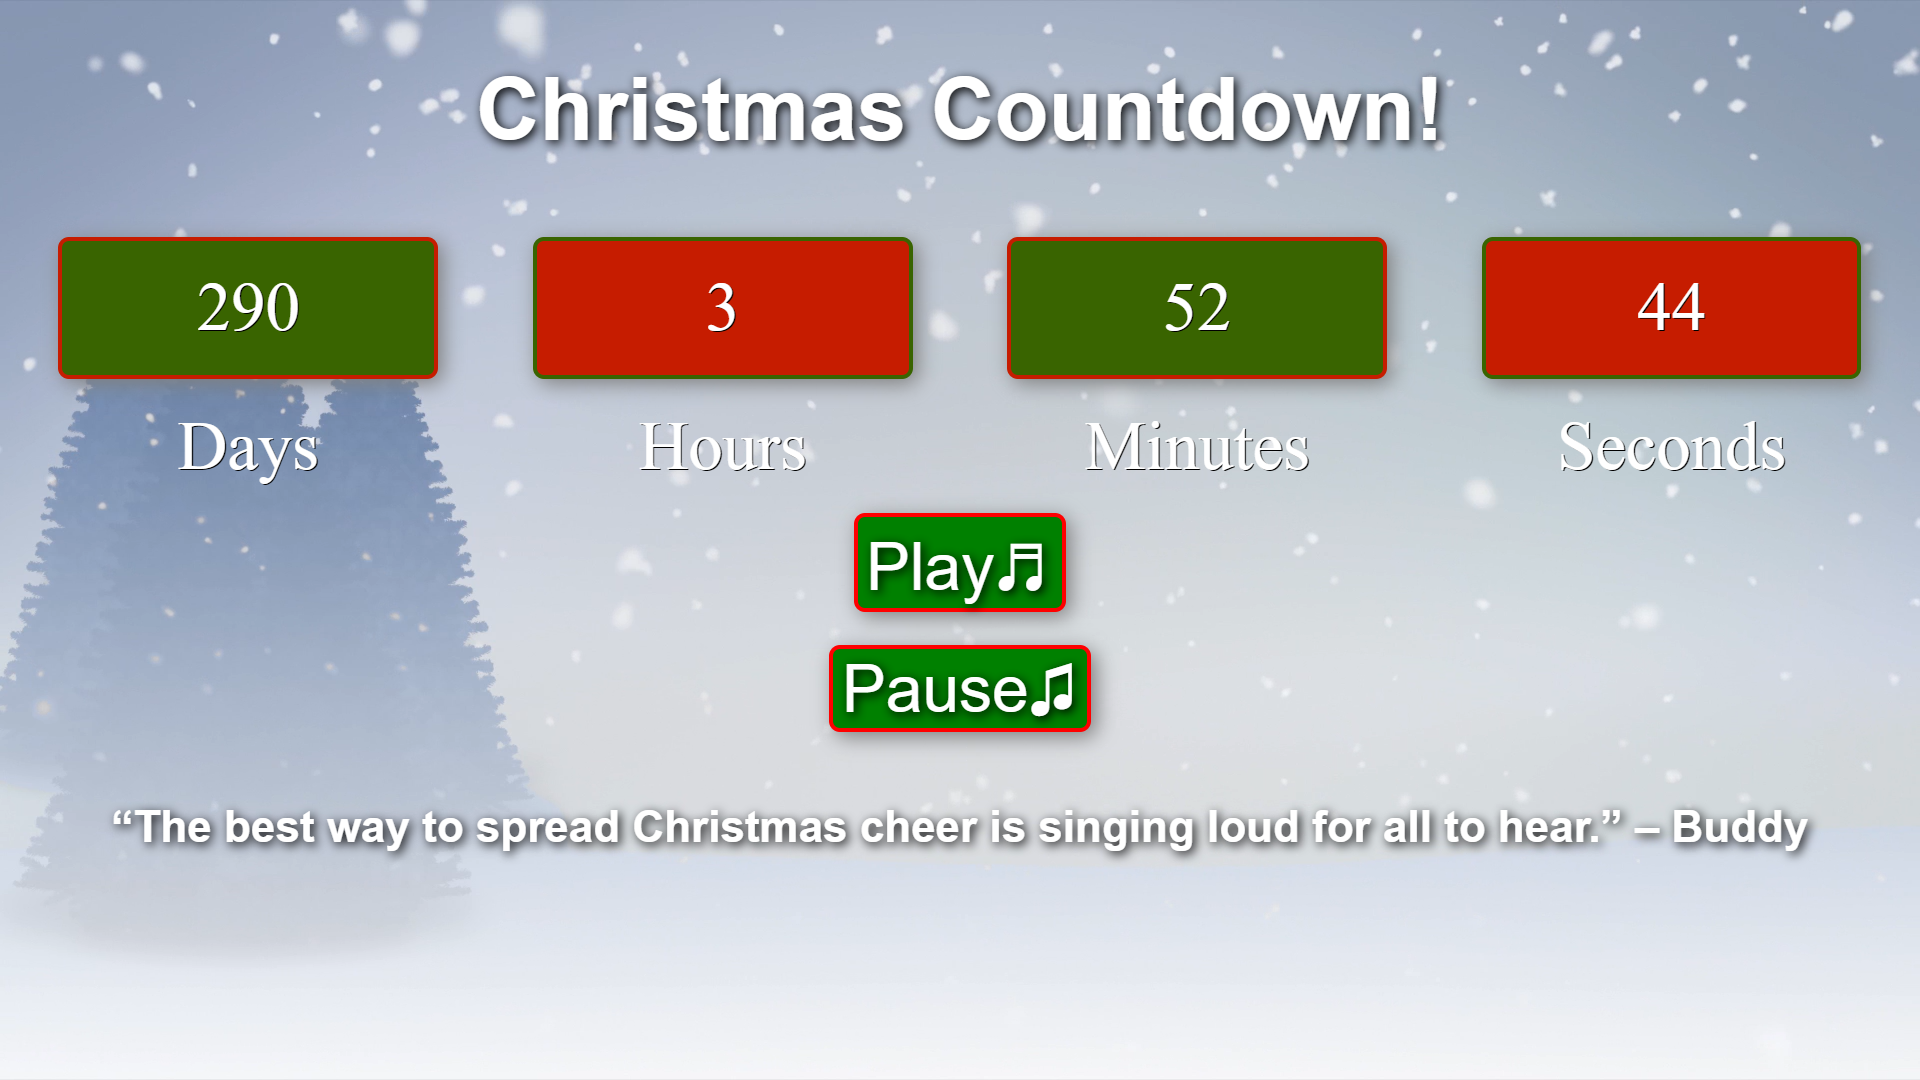 Christmas Countdown!
290 3 52 44
Days Hours Minutes Seconds
Play♬
Pause♫
“The best way to spread Christmas cheer is singing loud for all to hear.” – Buddy